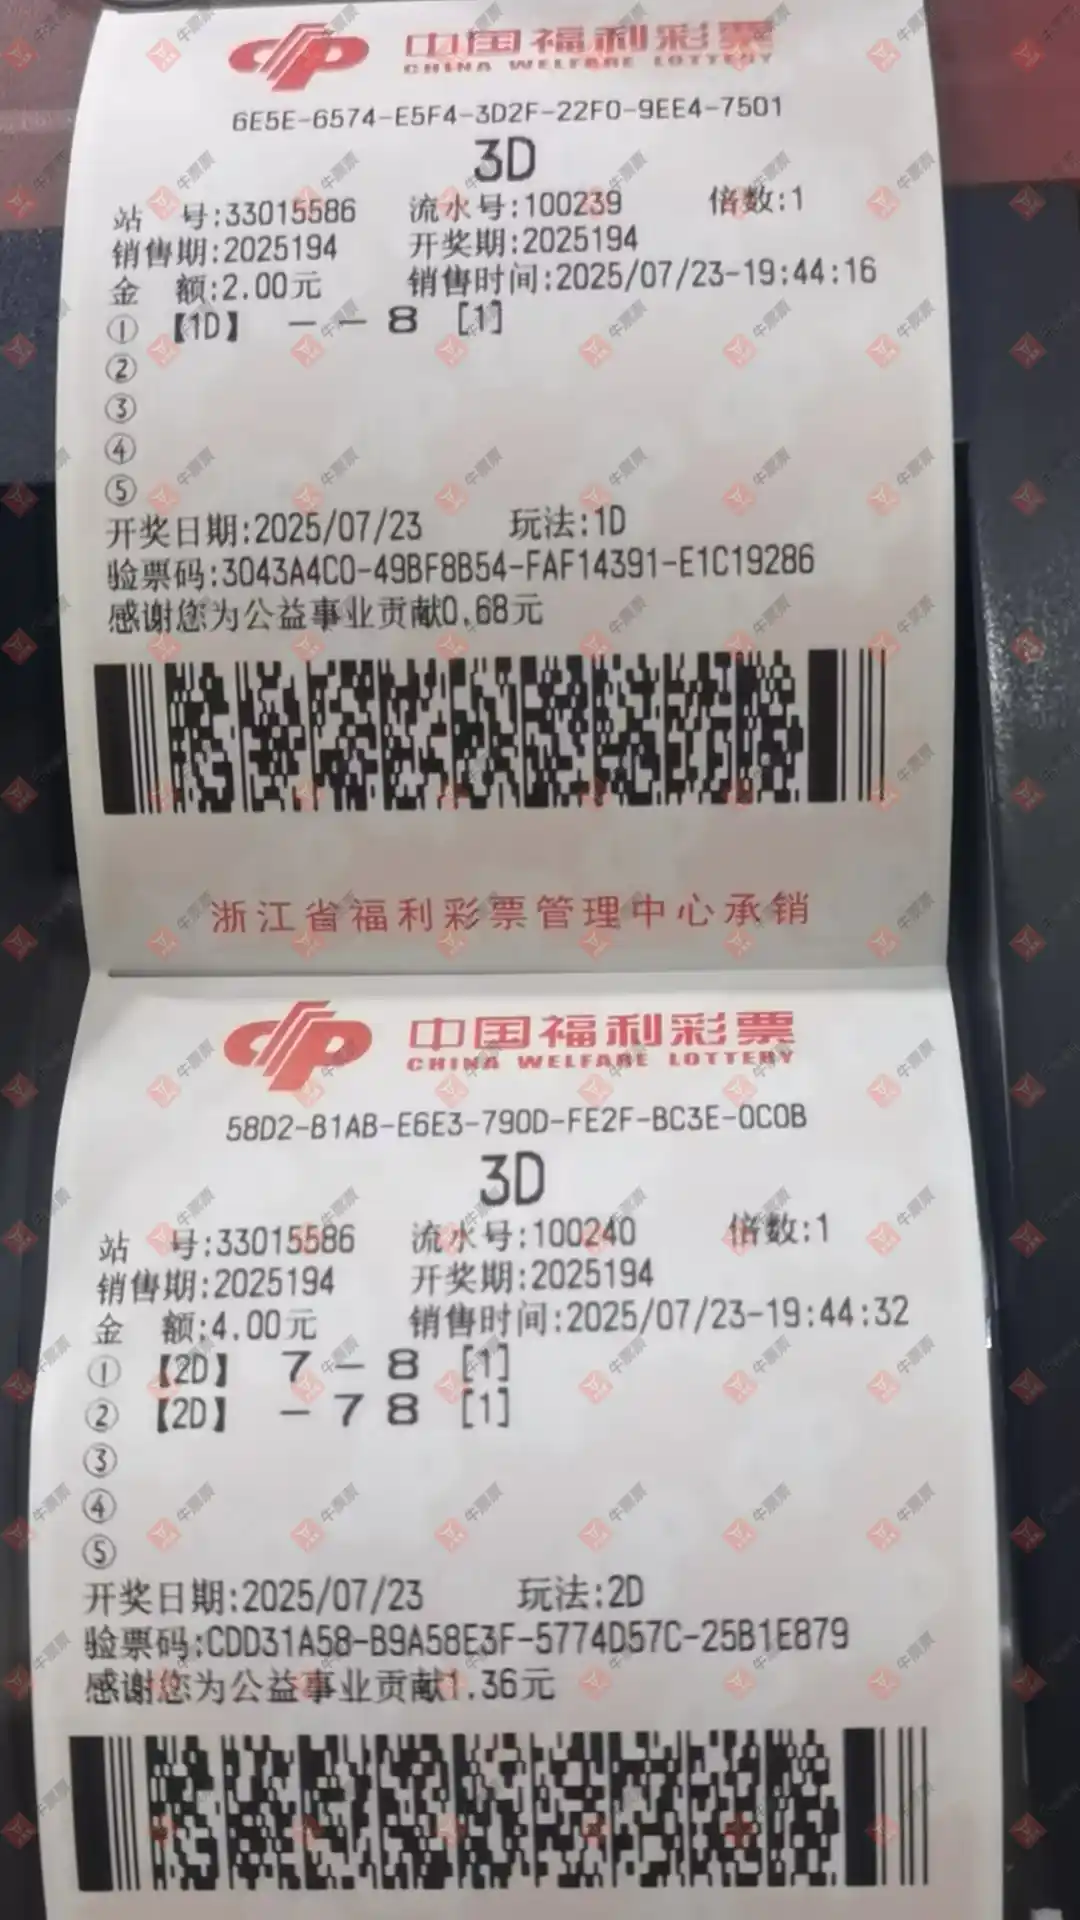 中国福利彩票
CHINA WELFARE LOTTERY
6E5E-6574-E5F4-3D2F-22F0-9EE4-7501
3D
站 号:33015586 流水号:100239 倍数:1
销售期:2025194 开奖期:2025194
金 额:2.00元 销售时间:2025/07/23-19:44:16
① 【1D】 - - 8 [1]
②
③
④
⑤
开奖日期:2025/07/23 玩法:1D
验票码:3043A4C0-49BF8B54-FAF14391-E1C19286
感谢您为公益事业贡献0.68元
浙江省福利彩票管理中心承销
中国福利彩票
CHINA WELFARE LOTTERY
58D2-B1AB-E6E3-790D-FE2F-BC3E-0C0B
3D
站 号:33015586 流水号:100240 倍数:1
销售期:2025194 开奖期:2025194
金 额:4.00元 销售时间:2025/07/23-19:44:32
① 【2D】 7 - 8 [1]
② 【2D】 - 7 8 [1]
③
④
⑤
开奖日期:2025/07/23 玩法:2D
验票码:CDD31A58-B9A58E3F-5774D57C-25B1E879
感谢您为公益事业贡献1.36元
牛票票